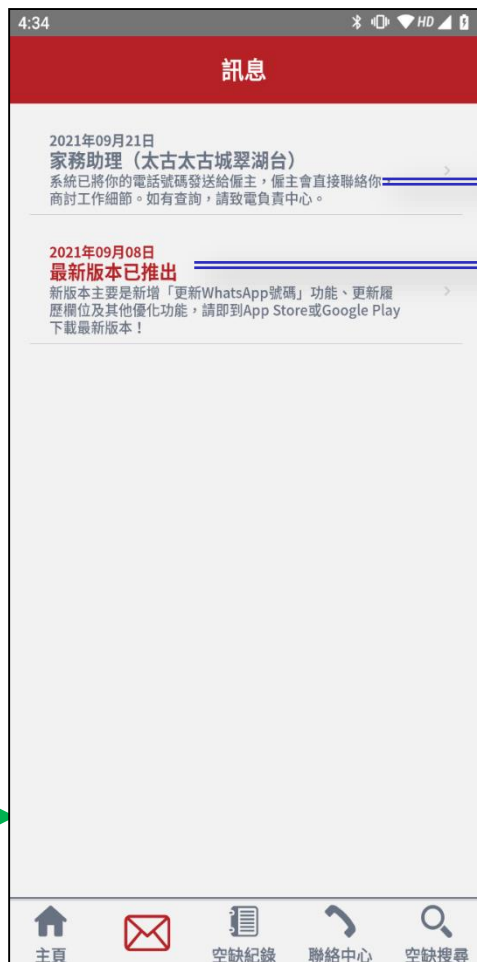 4:34
HD
訊息
2021年09月21日
家務助理（太古太古城翠湖台）
系統已將你的電話號碼發送給僱主，僱主會直接聯絡你，
商討工作細節。如有查詢，請致電負責中心。
2021年09月08日
最新版本已推出
新版本主要是新增「更新WhatsApp號碼」功能、更新履
歷欄位及其他優化功能，請即到App Store或Google Play
下載最新版本！
主頁
空缺紀錄
聯絡中心
空缺搜尋